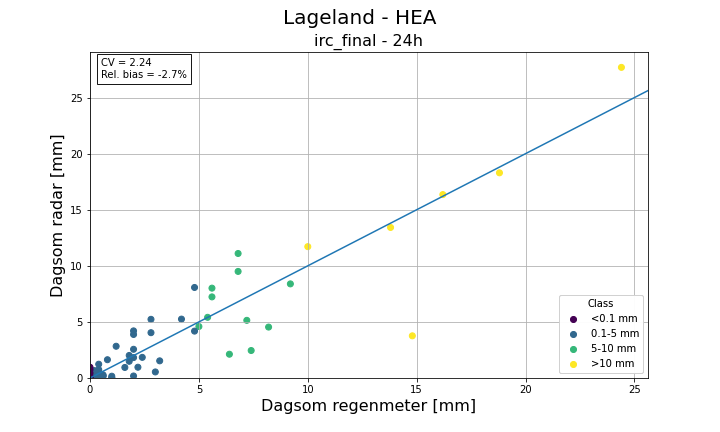 Lageland - HEA
irc_final - 24h
CV = 2.24
Rel. bias = -2.7%
Dagsom radar [mm]
25
20
15
10
5
0
0 5 10 15 20 25
Dagsom regenmeter [mm]
Class
<0.1 mm
0.1-5 mm
5-10 mm
>10 mm